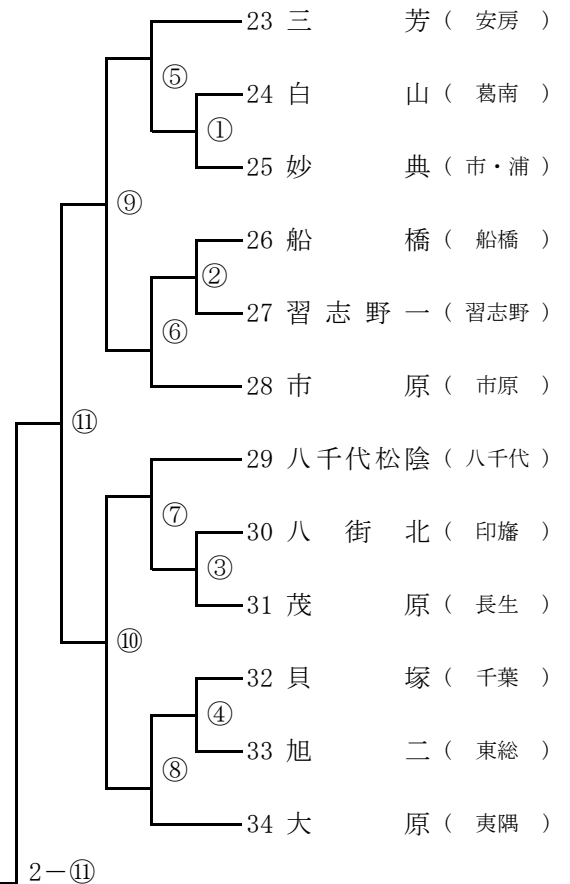 23 三芳 ( 安房 )
⑤
24 白山 ( 葛南 )
①
25 妙典 ( 市・浦 )
⑨
26 船橋 ( 船橋 )
②
27 習志野一 ( 習志野 )
⑥
28 市原 ( 市原 )
⑪
29 八千代松陰 ( 八千代 )
⑦
30 八街北 ( 印旛 )
③
31 茂原 ( 長生 )
⑩
32 貝塚 ( 千葉 )
④
33 旭二 ( 東総 )
⑧
34 大原 ( 夷隅 )
2－⑪